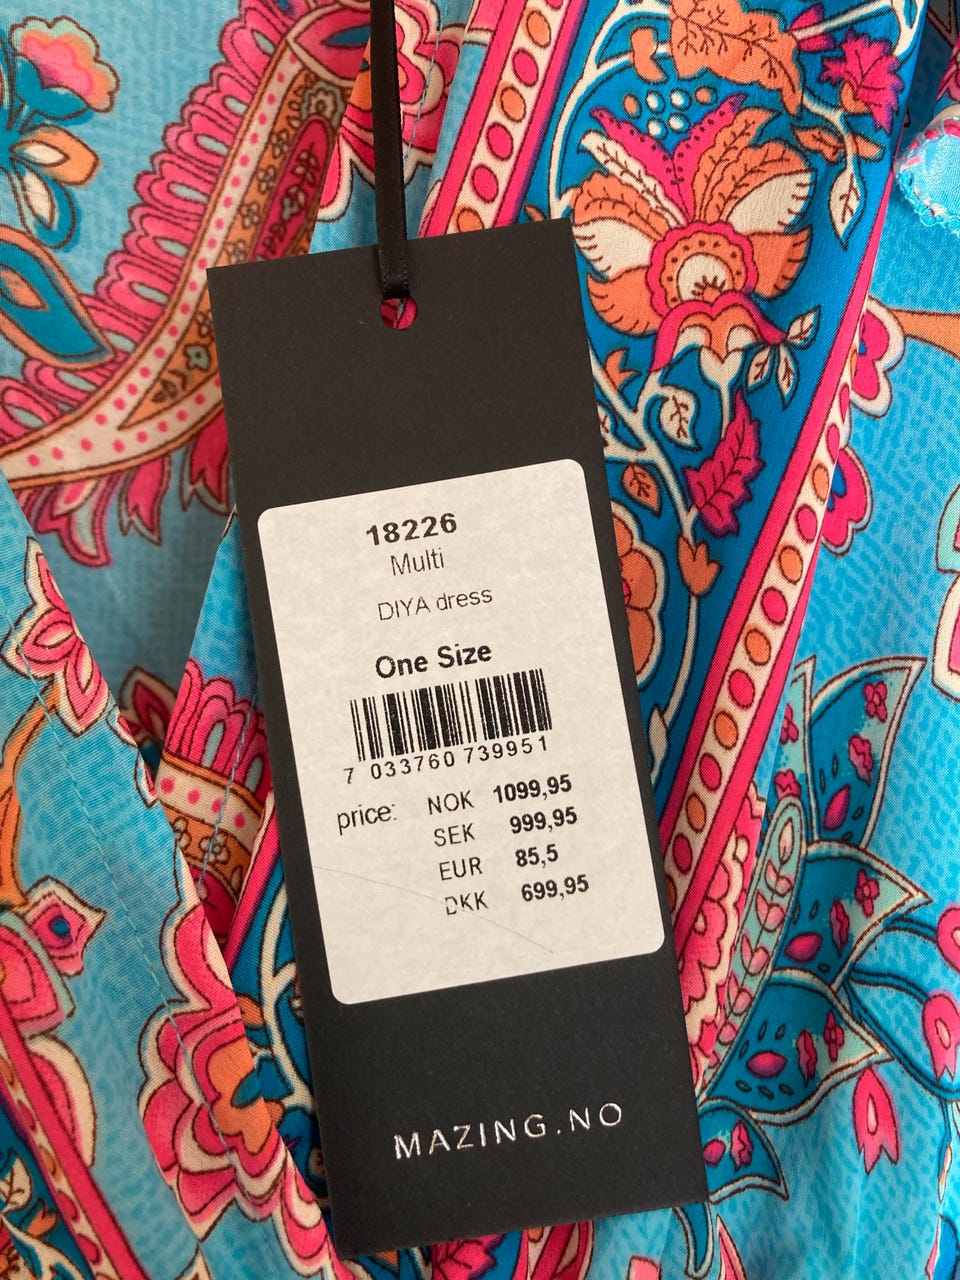 18226
Multi
DIYA dress
One Size
7 033760 739951
price: NOK 1099,95
SEK 999,95
EUR 85,5
DKK 699,95
MAZING.NO